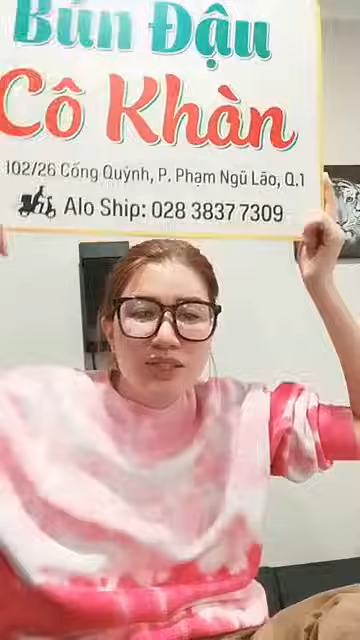 Bún Đậu
Cô Khàn
102/26 Cống Quỳnh, P. Phạm Ngũ Lão, Q.1
Alo Ship: 028 3837 7309